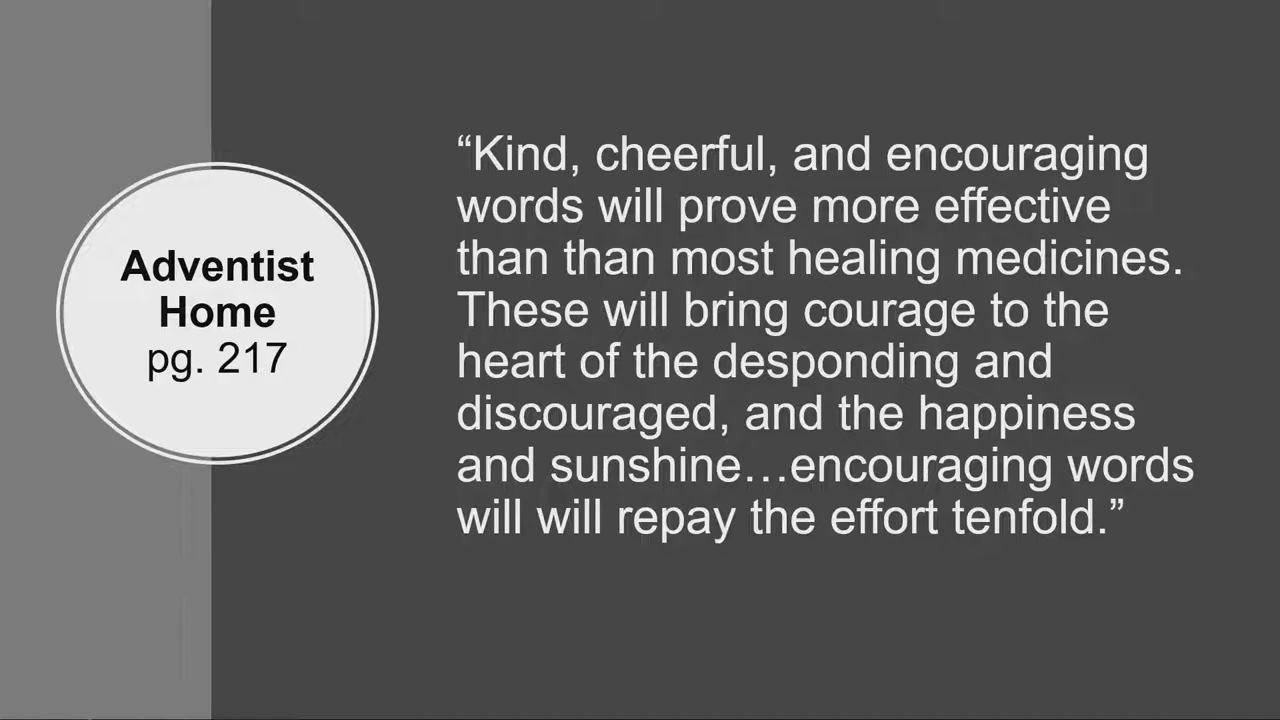 Adventist
Home
pg. 217
“Kind, cheerful, and encouraging
words will prove more effective
than than most healing medicines.
These will bring courage to the
heart of the desponding and
discouraged, and the happiness
and sunshine…encouraging words
will will repay the effort tenfold.”